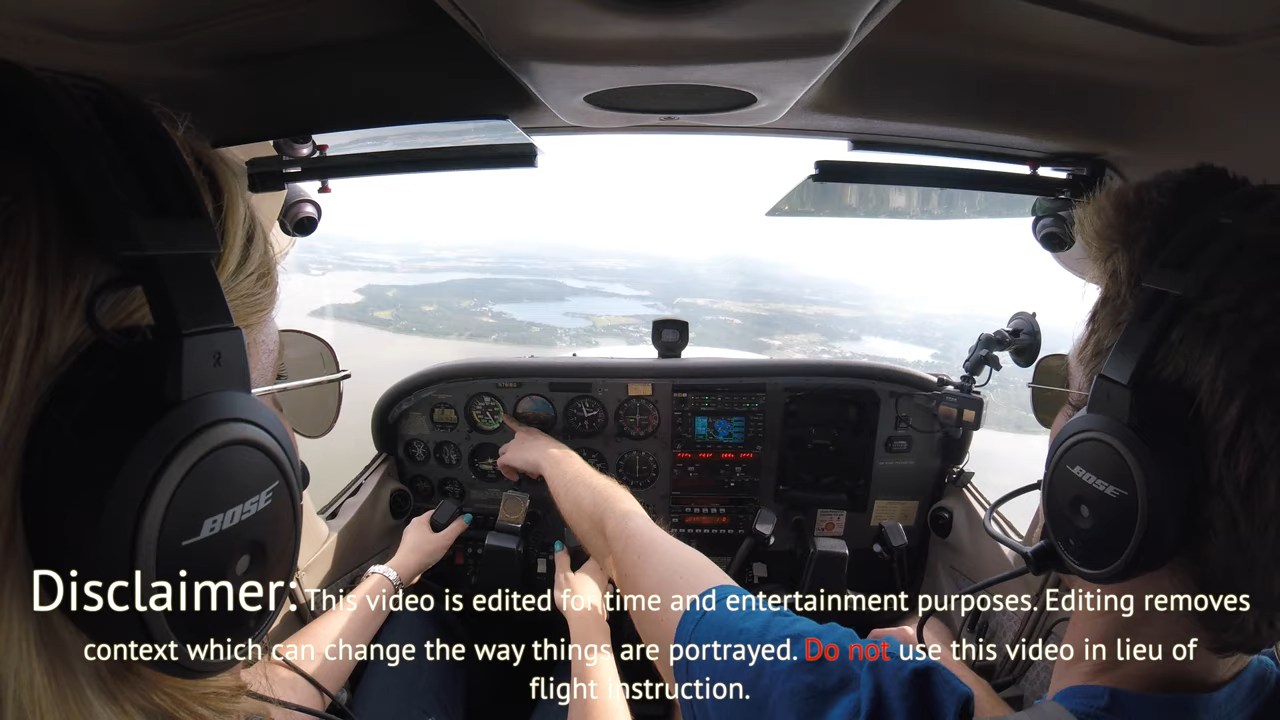 BOSE
BOSE
Disclaimer: This video is edited for time and entertainment purposes. Editing removes
context which can change the way things are portrayed. Do not use this video in lieu of
flight instruction.